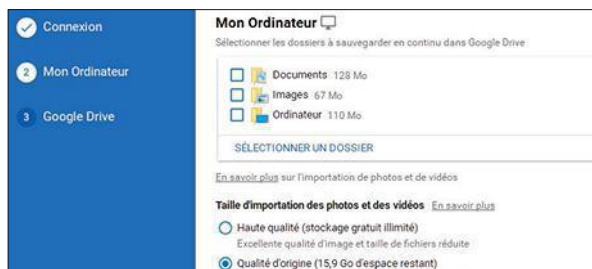 Connexion
2 Mon Ordinateur
3 Google Drive
Mon Ordinateur
Sélectionner les dossiers à sauvegarder en continu dans Google Drive
Documents 128 Mo
Images 67 Mo
Ordinateur 110 Mo
SÉLECTIONNER UN DOSSIER
En savoir plus sur l'importation de photos et de vidéos
Taille d'importation des photos et des vidéos En savoir plus
Haute qualité (stockage gratuit illimité)
Excellente qualité d'image et taille de fichiers réduite
Qualité d'origine (15,9 Go d'espace restant)